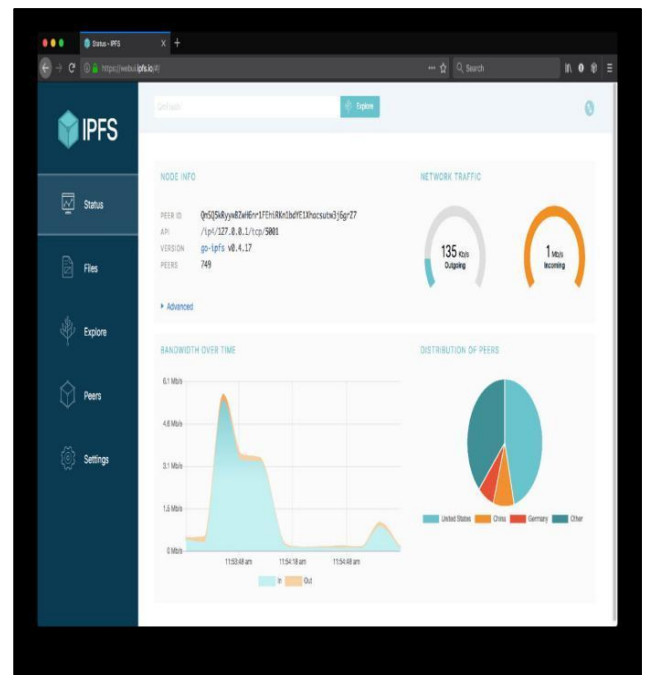 Status - IPFS
https://webui.ipfs.io/#/
Search
IPFS
Explore
Status
Files
Explore
Peers
Settings
NODE INFO
PEER ID
API /ip4/127.0.0.1/tcp/5001
VERSION go-ipfs v0.4.17
PEERS 749
Advanced
NETWORK TRAFFIC
135 Kb/s
Outgoing
1 Mb/s
Incoming
BANDWIDTH OVER TIME
6.1 Mb/s
4.6 Mb/s
3.1 Mb/s
1.5 Mb/s
0 Mb/s
11:53:48 am 11:54:18 am 11:54:48 am
In Out
DISTRIBUTION OF PEERS
United States China Germany Other